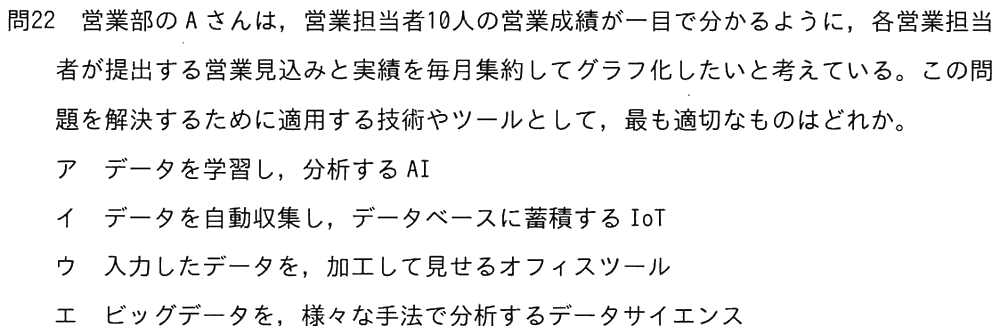 問22 営業部のAさんは，営業担当者10人の営業成績が一目で分かるように，各営業担当
者が提出する営業見込みと実績を毎月集約してグラフ化したいと考えている。この問
題を解決するために適用する技術やツールとして，最も適切なものはどれか。
ア データを学習し，分析する AI
イ データを自動収集し，データベースに蓄積する IoT
ウ 入力したデータを，加工して見せるオフィスツール
エ ビッグデータを，様々な手法で分析するデータサイエンス